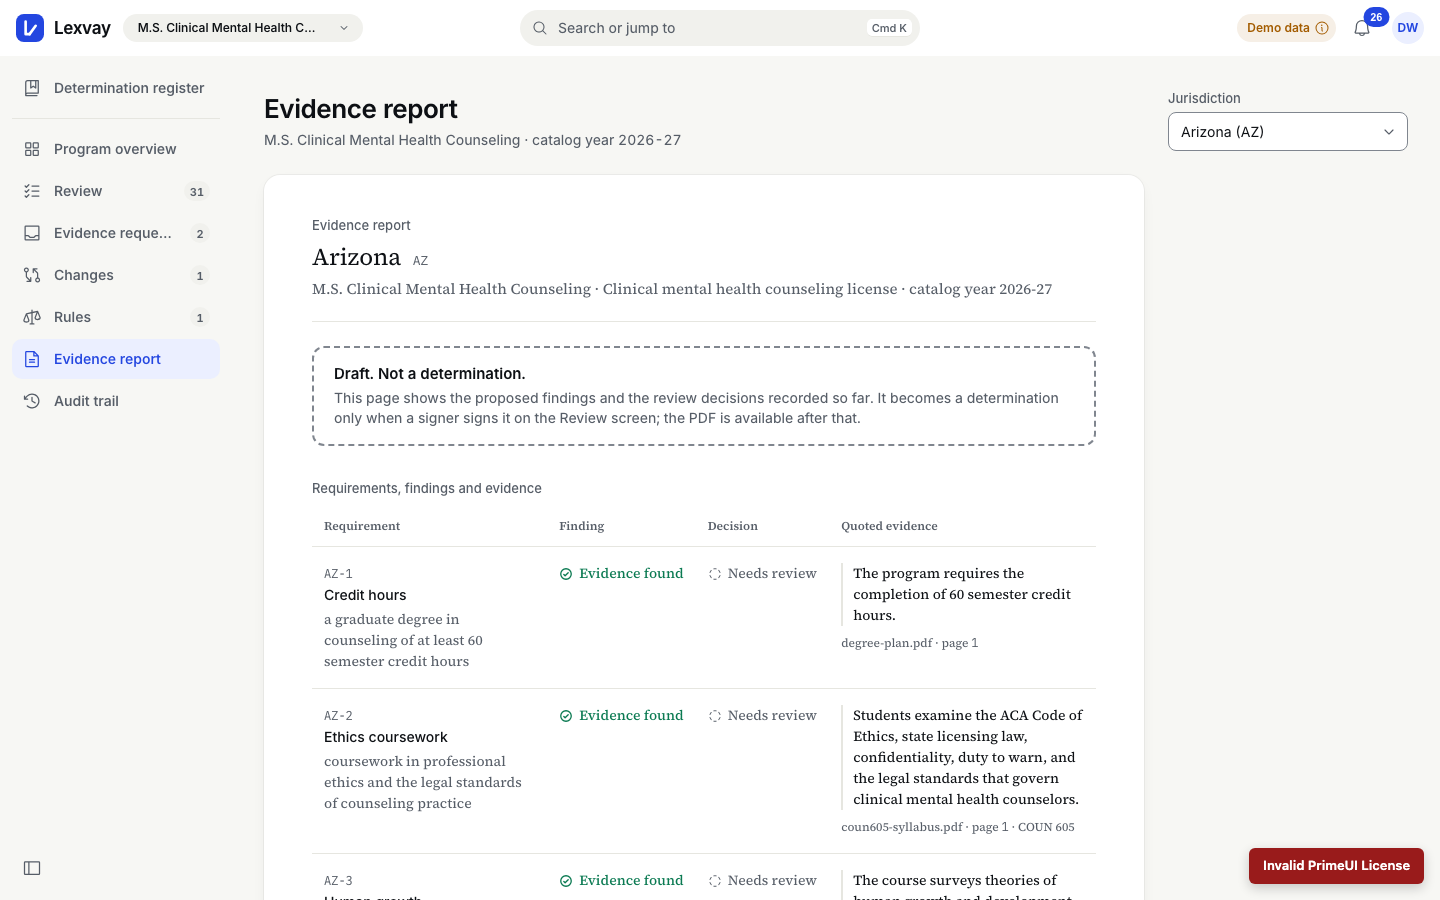 Lexvay
M.S. Clinical Mental Health C...
Search or jump to
Cmd K
Demo data
26
DW
Determination register
Program overview
Review
31
Evidence reque...
2
Changes
1
Rules
1
Evidence report
Audit trail
Evidence report
M.S. Clinical Mental Health Counseling · catalog year 2026-27
Jurisdiction
Arizona (AZ)
Evidence report
Arizona AZ
M.S. Clinical Mental Health Counseling · Clinical mental health counseling license · catalog year 2026-27
Draft. Not a determination.
This page shows the proposed findings and the review decisions recorded so far. It becomes a determination
only when a signer signs it on the Review screen; the PDF is available after that.
Requirements, findings and evidence
Requirement
Finding
Decision
Quoted evidence
AZ-1
Credit hours
a graduate degree in
counseling of at least 60
semester credit hours
Evidence found
Needs review
The program requires the
completion of 60 semester credit
hours.
degree-plan.pdf · page 1
AZ-2
Ethics coursework
coursework in professional
ethics and the legal standards
of counseling practice
Evidence found
Needs review
Students examine the ACA Code of
Ethics, state licensing law,
confidentiality, duty to warn, and
the legal standards that govern
clinical mental health counselors.
coun605-syllabus.pdf · page 1 · COUN 605
AZ-3
Evidence found
Needs review
The course surveys theories of
Invalid PrimeUI License